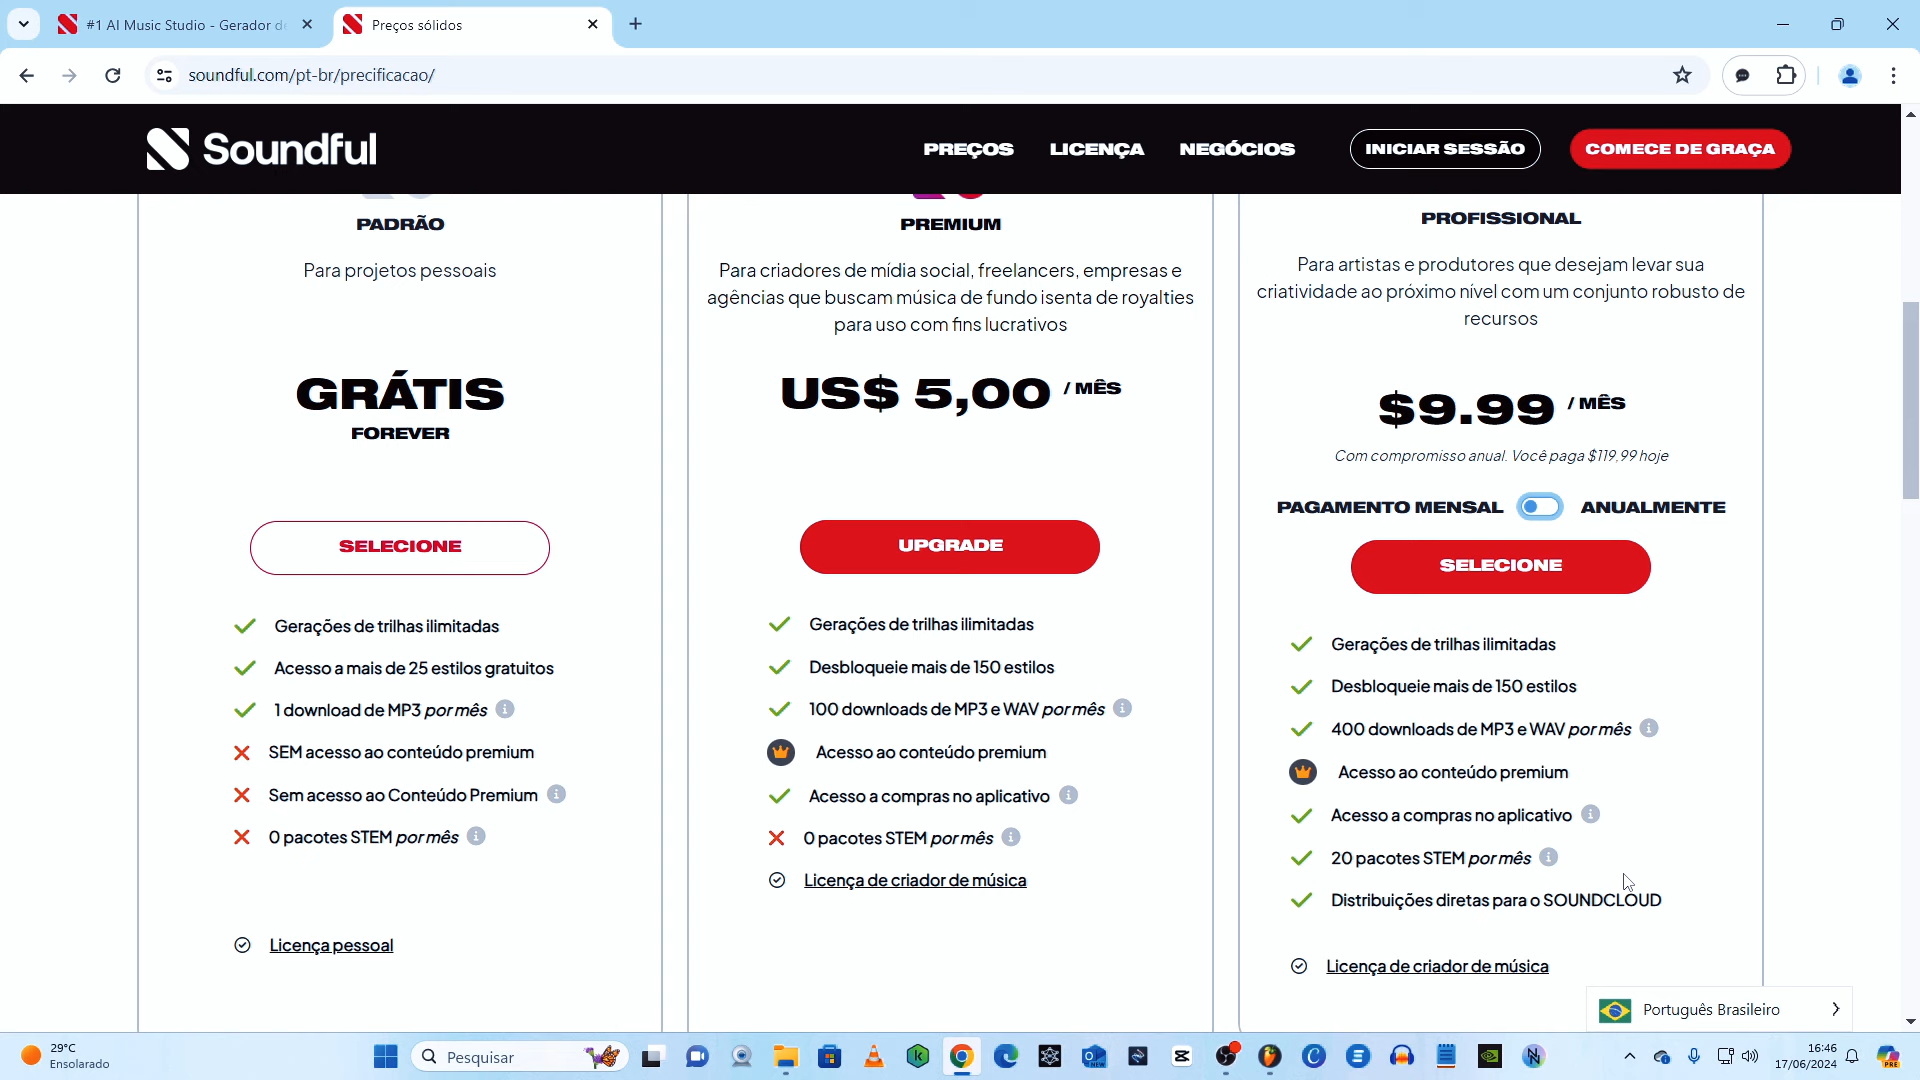 #1 AI Music Studio - Gerador de
Preços sólidos
soundful.com/pt-br/precificacao/
Soundful
PREÇOS
LICENÇA
NEGÓCIOS
INICIAR SESSÃO
COMECE DE GRAÇA
PADRÃO
Para projetos pessoais
GRÁTIS
FOREVER
SELECIONE
Gerações de trilhas ilimitadas
Acesso a mais de 25 estilos gratuitos
1 download de MP3 por mês
SEM acesso ao conteúdo premium
Sem acesso ao Conteúdo Premium
0 pacotes STEM por mês
Licença pessoal
PREMIUM
Para criadores de mídia social, freelancers, empresas e
agências que buscam música de fundo isenta de royalties
para uso com fins lucrativos
US$ 5,00 / MÊS
UPGRADE
Gerações de trilhas ilimitadas
Desbloqueie mais de 150 estilos
100 downloads de MP3 e WAV por mês
Acesso ao conteúdo premium
Acesso a compras no aplicativo
0 pacotes STEM por mês
Licença de criador de música
PROFISSIONAL
Para artistas e produtores que desejam levar sua
criatividade ao próximo nível com um conjunto robusto de
recursos
$9.99 / MÊS
Com compromisso anual. Você paga $119,99 hoje
PAGAMENTO MENSAL
ANUALMENTE
SELECIONE
Gerações de trilhas ilimitadas
Desbloqueie mais de 150 estilos
400 downloads de MP3 e WAV por mês
Acesso ao conteúdo premium
Acesso a compras no aplicativo
20 pacotes STEM por mês
Distribuições diretas para o SOUNDCLOUD
Licença de criador de música
Português Brasileiro
29°C
Ensolarado
Pesquisar
16:46
17/06/2024